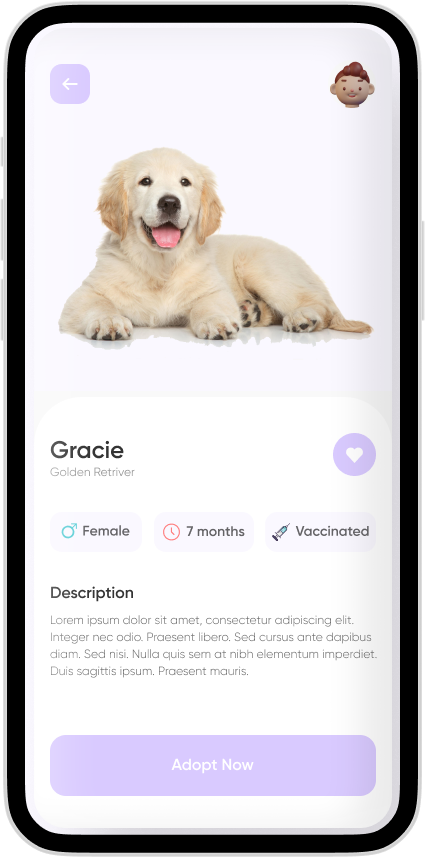 Gracie
Golden Retriver
Female
7 months
Vaccinated
Description
Lorem ipsum dolor sit amet, consectetur adipiscing elit.
Integer nec odio. Praesent libero. Sed cursus ante dapibus
diam. Sed nisi. Nulla quis sem at nibh elementum imperdiet.
Duis sagittis ipsum. Praesent mauris.
Adopt Now